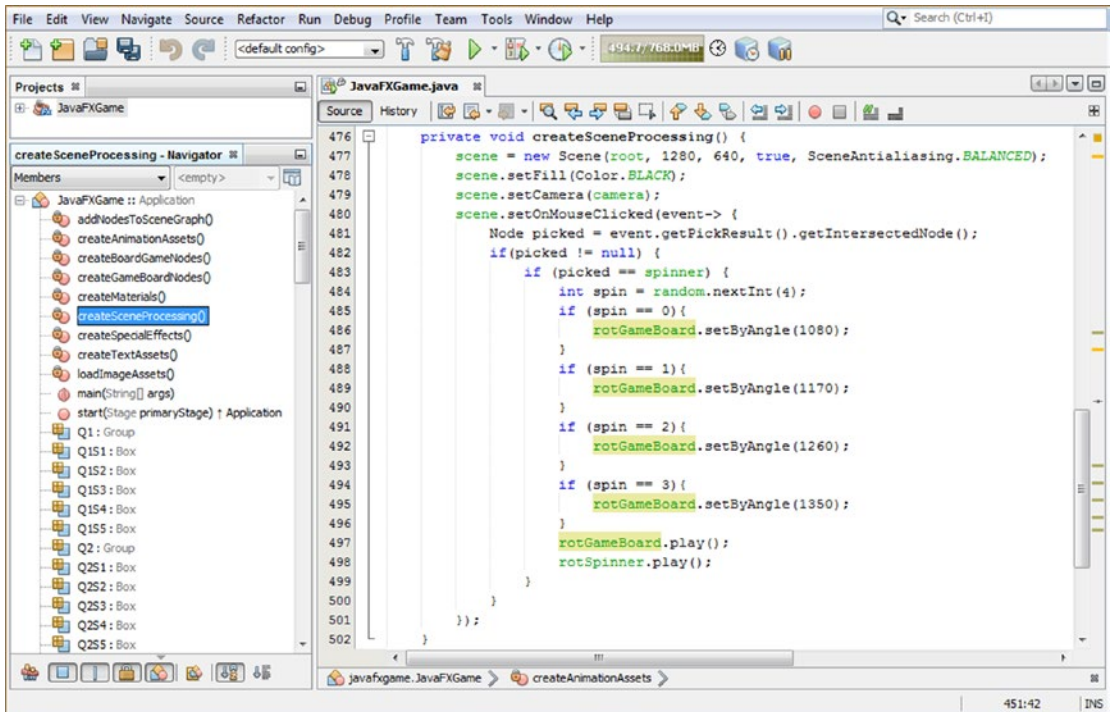 File Edit View Navigate Source Refactor Run Debug Profile Team Tools Window Help
Search (Ctrl+I)
<default config>
494.7/768.0MB
Projects
JavaFXGame
createSceneProcessing - Navigator
Members
<empty>
JavaFXGame :: Application
addNodesToSceneGraph()
createAnimationAssets()
createBoardGameNodes()
createGameBoardNodes()
createMaterials()
createSceneProcessing()
createSpecialEffects()
createTextAssets()
loadImageAssets()
main(String[] args)
start(Stage primaryStage) ↑ Application
Q1 : Group
Q1S1 : Box
Q1S2 : Box
Q1S3 : Box
Q1S4 : Box
Q1S5 : Box
Q2 : Group
Q2S1 : Box
Q2S2 : Box
Q2S3 : Box
Q2S4 : Box
Q2S5 : Box
JavaFXGame.java
Source History
476 private void createSceneProcessing() {
477 scene = new Scene(root, 1280, 640, true, SceneAntialiasing.BALANCED);
478 scene.setFill(Color.BLACK);
479 scene.setCamera(camera);
480 scene.setOnMouseClicked(event-> {
481 Node picked = event.getPickResult().getIntersectedNode();
482 if(picked != null) {
483 if (picked == spinner) {
484 int spin = random.nextInt(4);
485 if (spin == 0){
486 rotGameBoard.setByAngle(1080);
487 }
488 if (spin == 1){
489 rotGameBoard.setByAngle(1170);
490 }
491 if (spin == 2){
492 rotGameBoard.setByAngle(1260);
493 }
494 if (spin == 3){
495 rotGameBoard.setByAngle(1350);
496 }
497 rotGameBoard.play();
498 rotSpinner.play();
499 }
500 }
501 });
502 }
javafxgame.JavaFXGame
createAnimationAssets
451:42
INS